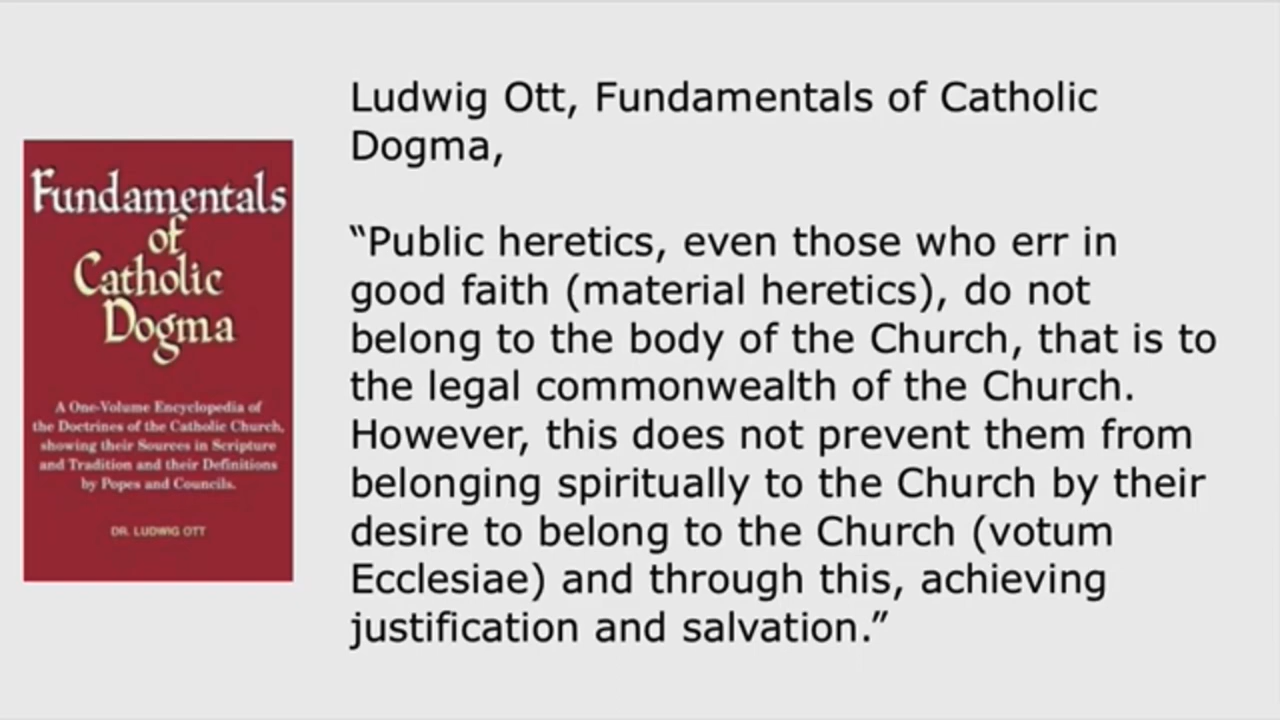 Fundamentals
of
Catholic
Dogma
A One-Volume Encyclopedia of
the Doctrines of the Catholic Church,
showing their Sources in Scripture
and Tradition and their Definitions
by Popes and Councils.
DR. LUDWIG OTT
Ludwig Ott, Fundamentals of Catholic
Dogma,
“Public heretics, even those who err in
good faith (material heretics), do not
belong to the body of the Church, that is to
the legal commonwealth of the Church.
However, this does not prevent them from
belonging spiritually to the Church by their
desire to belong to the Church (votum
Ecclesiae) and through this, achieving
justification and salvation.”